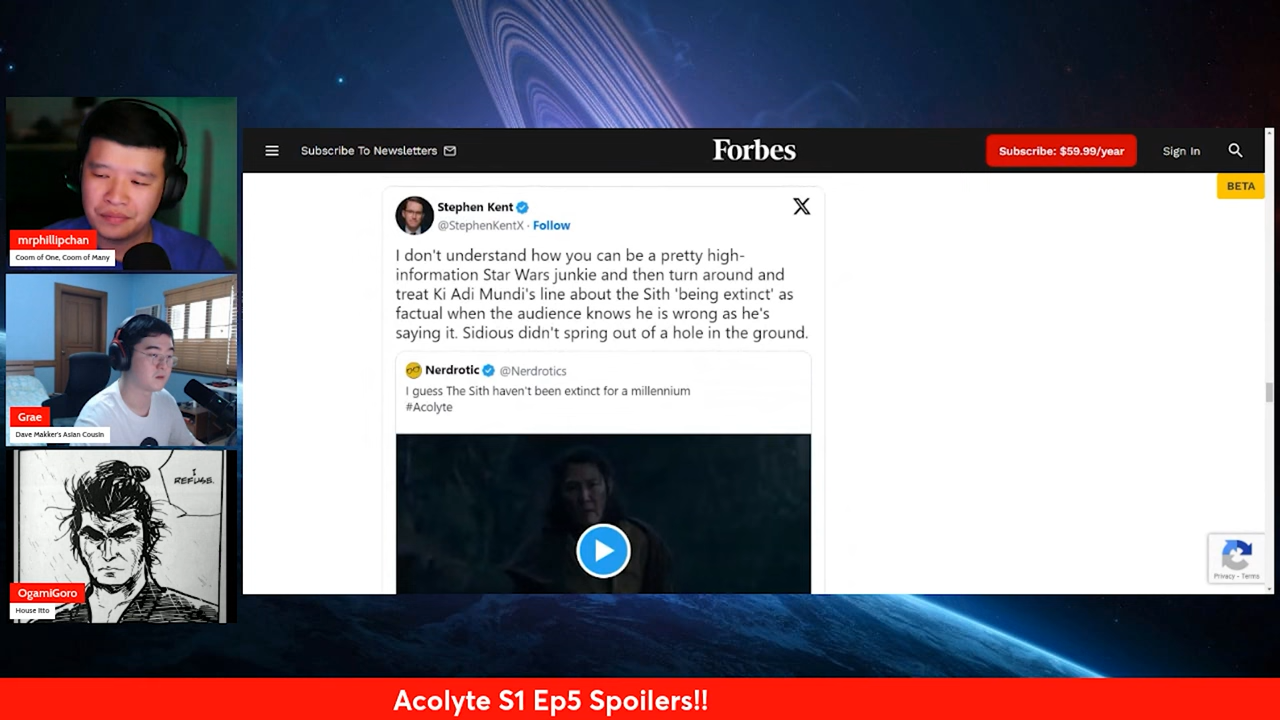 mrphillipchan
Coom of One, Coom of Many
Grae
Dave Makker's Asian Cousin
I
REFUSE.
OgamiGoro
House Itto
Subscribe To Newsletters
Forbes
Subscribe: $59.99/year
Sign In
BETA
Stephen Kent
@StephenKentX · Follow
I don't understand how you can be a pretty high-
information Star Wars junkie and then turn around and
treat Ki Adi Mundi's line about the Sith 'being extinct' as
factual when the audience knows he is wrong as he's
saying it. Sidious didn't spring out of a hole in the ground.
Nerdrotic @Nerdrotics
I guess The Sith haven't been extinct for a millennium
#Acolyte
Privacy - Terms
Acolyte S1 Ep5 Spoilers!!